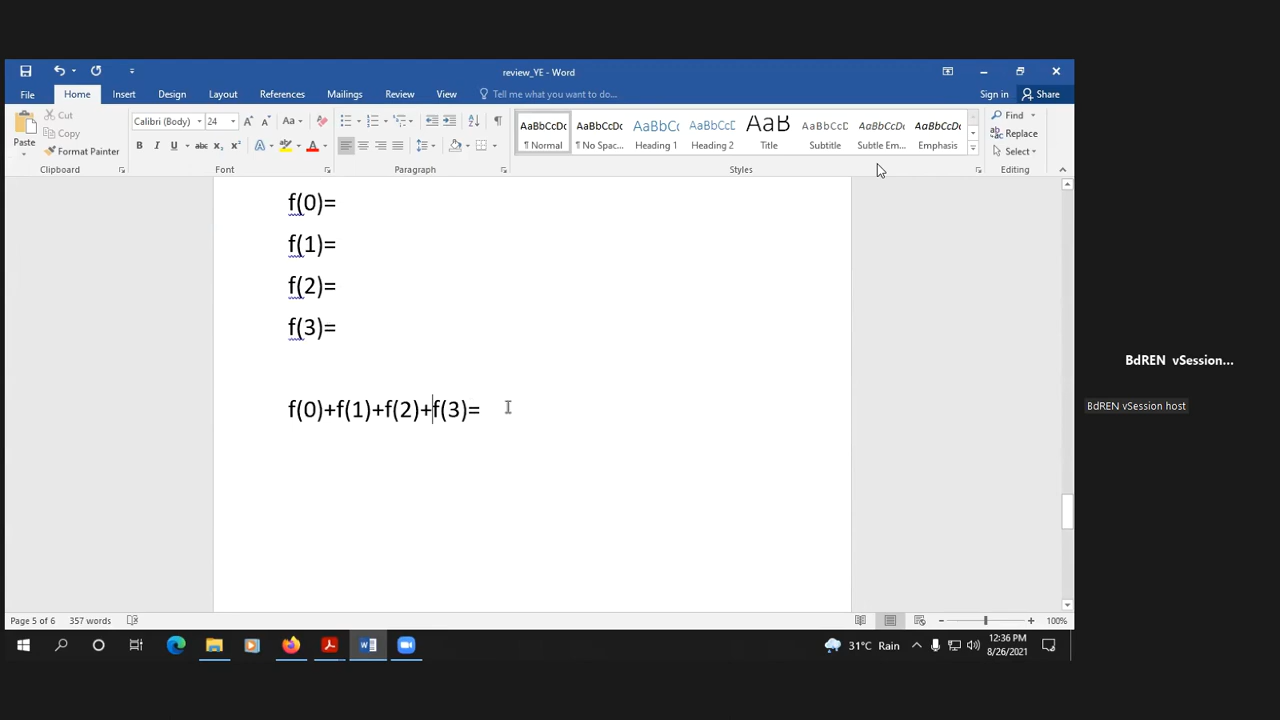 review_YE - Word
File Home Insert Design Layout References Mailings Review View Tell me what you want to do... Sign in Share
Paste
Cut
Copy
Format Painter
Clipboard
Calibri (Body) 24
Font
Paragraph
AaBbCcDc AaBbCcDc AaBbCc AaBbCcD AaB AaBbCcD AaBbCcDc AaBbCcDc
¶ Normal ¶ No Spac... Heading 1 Heading 2 Title Subtitle Subtle Em... Emphasis
Styles
Find
Replace
Select
Editing
f(0)=
f(1)=
f(2)=
f(3)=
f(0)+f(1)+f(2)+f(3)=
BdREN vSession...
BdREN vSession host
Page 5 of 6 357 words
100%
31°C Rain
12:36 PM
8/26/2021